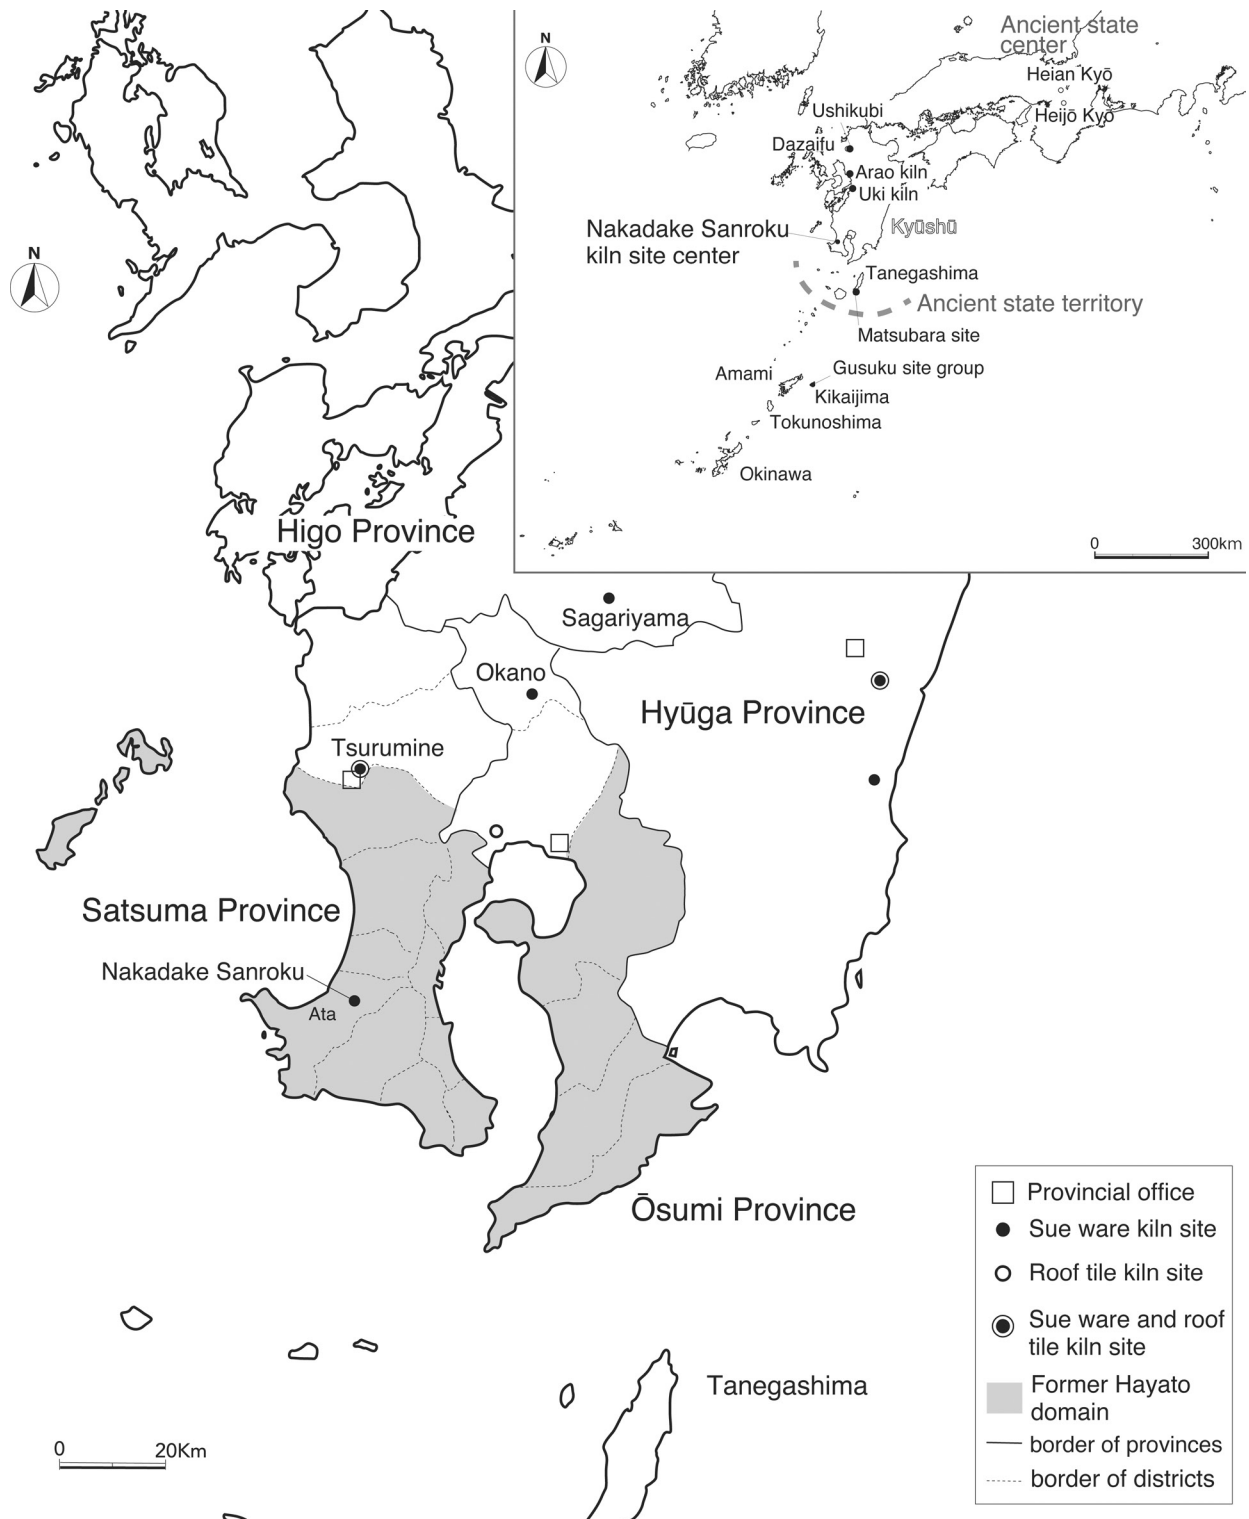 N
Ancient state
center
Heian Kyō
Heijō Kyō
Ushikubi
Dazaifu
Arao kiln
Uki kiln
Kyūshū
Nakadake Sanroku
kiln site center
Tanegashima
Ancient state territory
Matsubara site
Gusuku site group
Amami
Kikaijima
Tokunoshima
Okinawa
0 300km
N
Higo Province
Sagariyama
Okano
Hyūga Province
Tsurumine
Satsuma Province
Nakadake Sanroku
Ata
Ōsumi Province
Tanegashima
0 20Km
Provincial office
Sue ware kiln site
Roof tile kiln site
Sue ware and roof
tile kiln site
Former Hayato
domain
border of provinces
border of districts